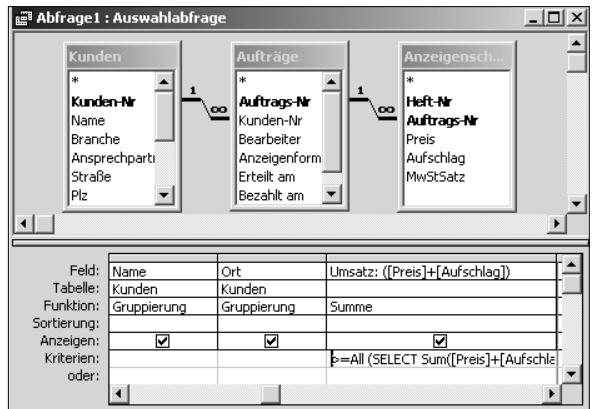 Abfrage1 : Auswahlabfrage
Kunden
*
Kunden-Nr
Name
Branche
Ansprechpartı
Straße
Plz
1
∞
Aufträge
*
Auftrags-Nr
Kunden-Nr
Bearbeiter
Anzeigenform
Erteilt am
Bezahlt am
1
∞
Anzeigensch...
*
Heft-Nr
Auftrags-Nr
Preis
Aufschlag
MwStSatz
Feld: Name Ort Umsatz: ([Preis]+[Aufschlag])
Tabelle: Kunden Kunden
Funktion: Gruppierung Gruppierung Summe
Sortierung:
Anzeigen:
Kriterien: >=All (SELECT Sum([Preis]+[Aufschla
oder: